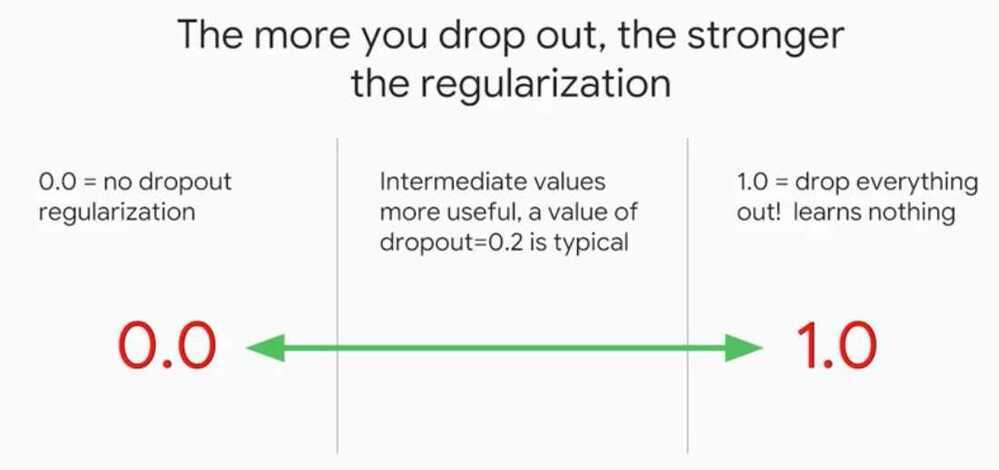 The more you drop out, the stronger
the regularization
0.0 = no dropout
regularization
Intermediate values
more useful, a value of
dropout=0.2 is typical
1.0 = drop everything
out! learns nothing
0.0
1.0